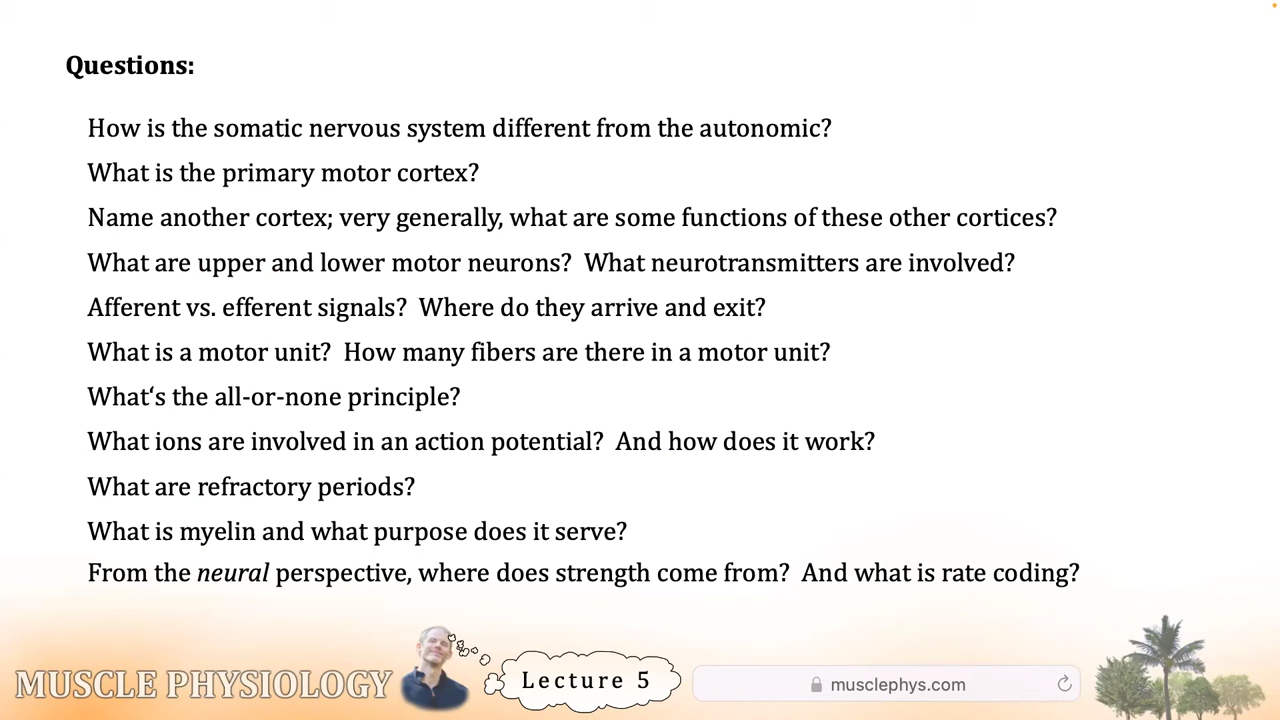 Questions:
How is the somatic nervous system different from the autonomic?
What is the primary motor cortex?
Name another cortex; very generally, what are some functions of these other cortices?
What are upper and lower motor neurons?  What neurotransmitters are involved?
Afferent vs. efferent signals?  Where do they arrive and exit?
What is a motor unit?  How many fibers are there in a motor unit?
What‘s the all-or-none principle?
What ions are involved in an action potential?  And how does it work?
What are refractory periods?
What is myelin and what purpose does it serve?
From the neural perspective, where does strength come from?  And what is rate coding?
MUSCLE PHYSIOLOGY
Lecture 5
musclephys.com